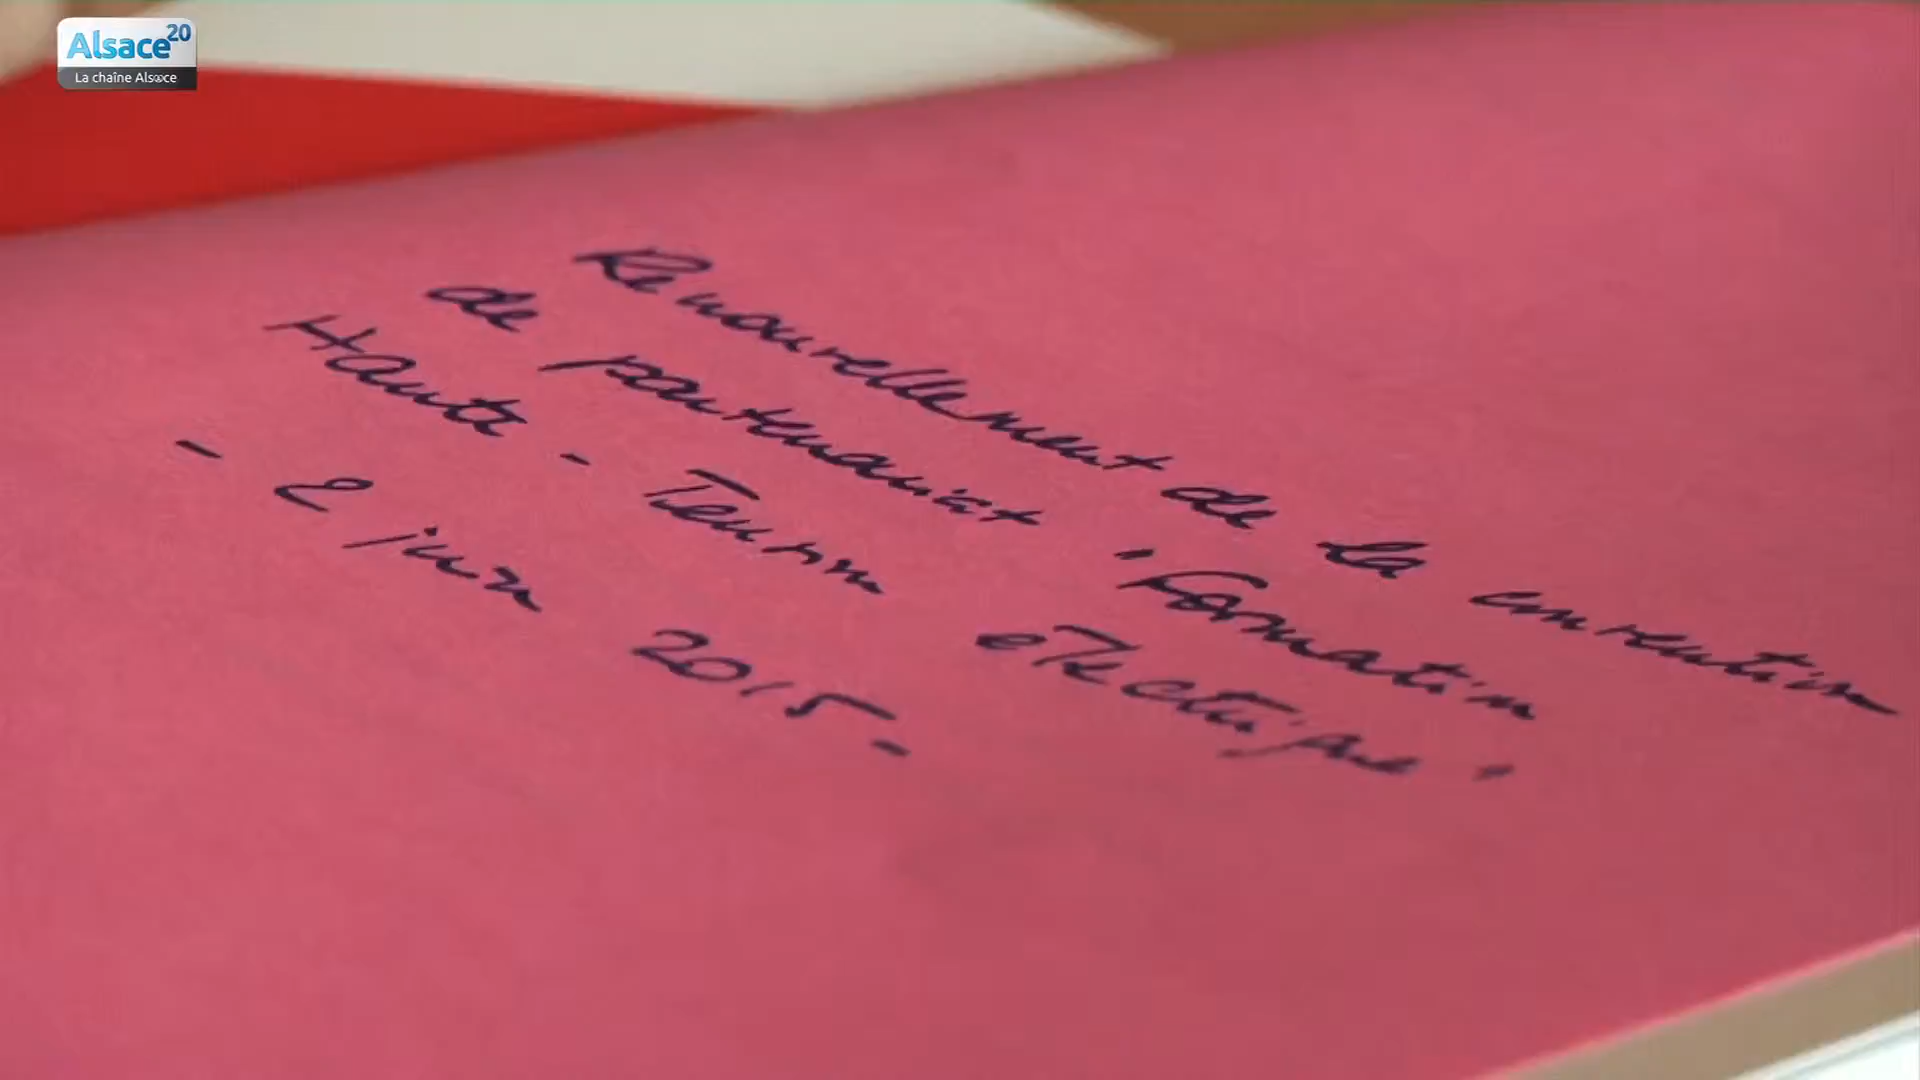 Alsace20
La chaîne Alsace
Renouvellement de la convention
de partenariat "Formation
Haute-Tension électrique"
- 2 juin 2015 -